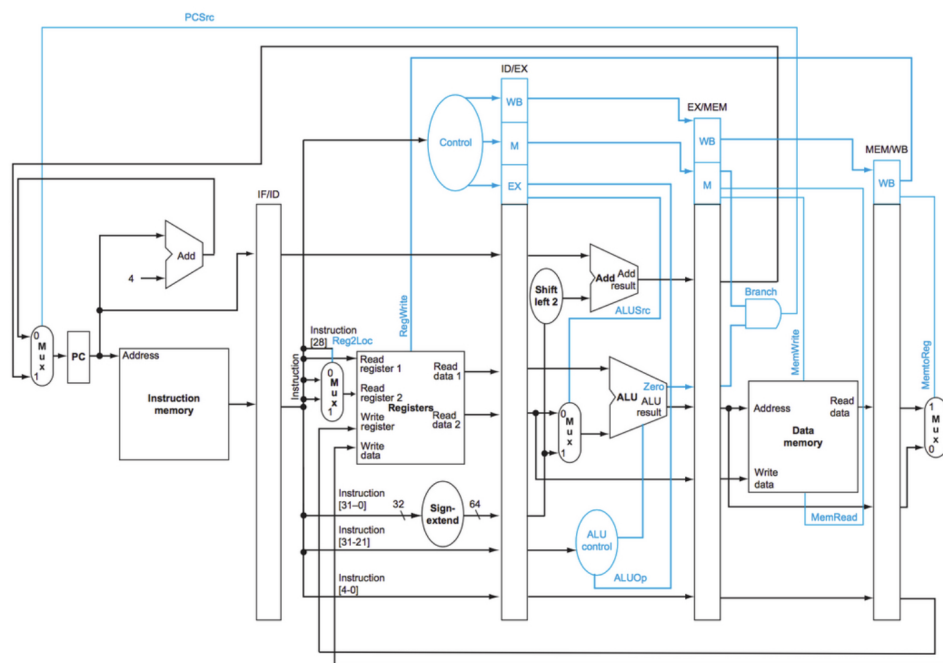 PCSrc
ID/EX
WB
EX/MEM
Control
M
WB
MEM/WB
EX
M
WB
IF/ID
Add
4
Shift
left 2
Add
Add
result
ALUSrc
Branch
MemWrite
MemtoReg
RegWrite
0
M
u
x
1
PC
Address
Instruction
memory
Instruction
Instruction
[28]
Reg2Loc
0
M
u
x
1
Read
register 1
Read
register 2
Write
register
Write
data
Registers
Read
data 1
Read
data 2
0
M
u
x
1
Zero
ALU
ALU
result
Address
Read
data
Data
memory
Write
data
1
M
u
x
0
MemRead
Instruction
[31–0]
32
Sign-
extend
64
Instruction
[31-21]
ALU
control
ALUOp
Instruction
[4-0]